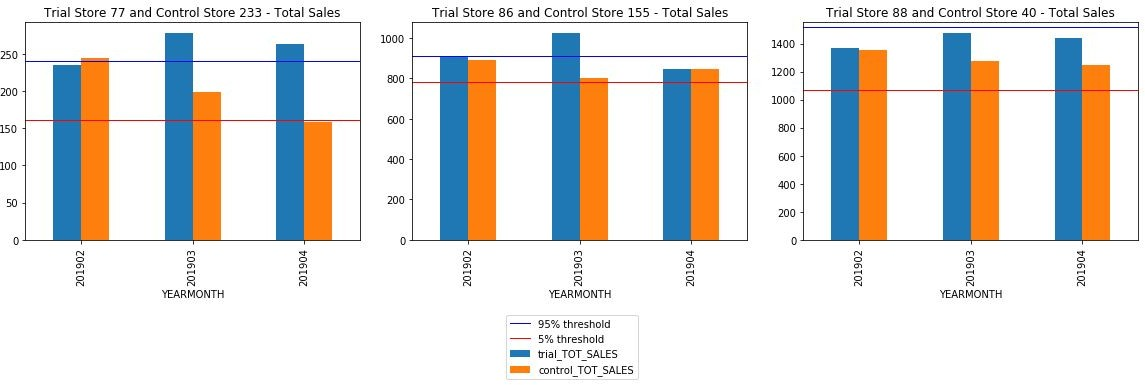 Trial Store 77 and Control Store 233 - Total Sales
250
200
150
100
50
0
201902
201903
201904
YEARMONTH
Trial Store 86 and Control Store 155 - Total Sales
1000
800
600
400
200
0
201902
201903
201904
YEARMONTH
Trial Store 88 and Control Store 40 - Total Sales
1400
1200
1000
800
600
400
200
0
201902
201903
201904
YEARMONTH
95% threshold
5% threshold
trial_TOT_SALES
control_TOT_SALES